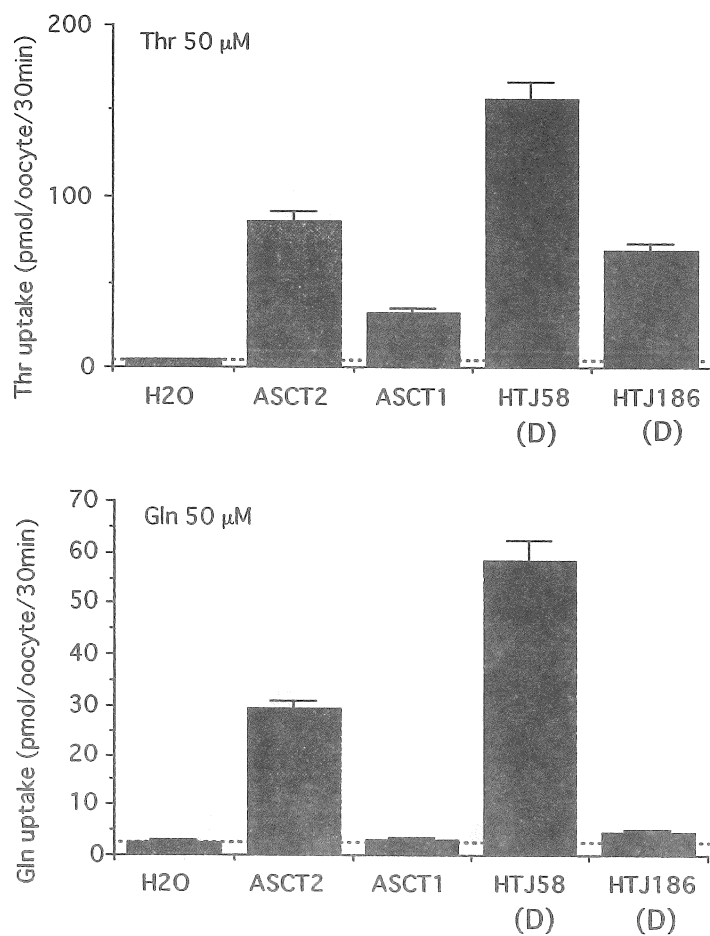 Thr uptake (pmol/oocyte/30min)
Thr 50 μM
200
100
0
H2O ASCT2 ASCT1 HTJ58 HTJ186
(D) (D)
Gln uptake (pmol/oocyte/30min)
Gln 50 μM
70
60
50
40
30
20
10
0
H2O ASCT2 ASCT1 HTJ58 HTJ186
(D) (D)